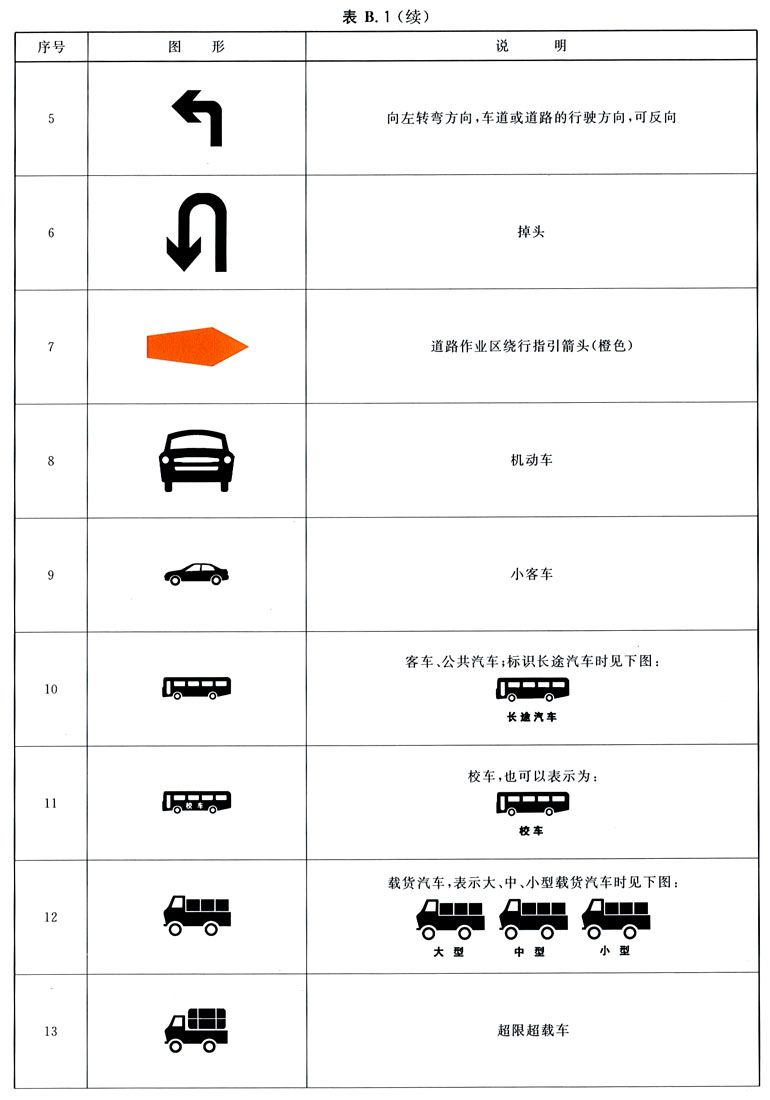 表 B.1(续)
序号 图 形 说 明
5 向左转弯方向,车道或道路的行驶方向,可反向
6 掉头
7 道路作业区绕行指引箭头(橙色)
8 机动车
9 小客车
10 客车、公共汽车;标识长途汽车时见下图:
长途汽车
11 校车 校车,也可以表示为:
校车
12 载货汽车,表示大、中、小型载货汽车时见下图:
大 型 中 型 小 型
13 超限超载车